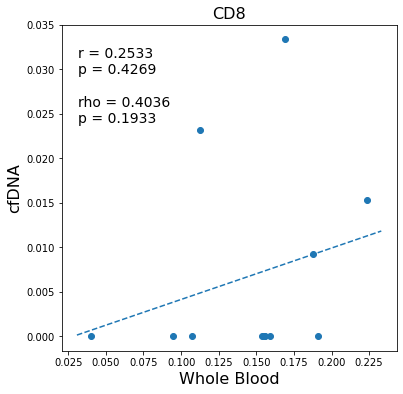 CD8
r = 0.2533
p = 0.4269
rho = 0.4036
p = 0.1933
cfDNA
0.035
0.030
0.025
0.020
0.015
0.010
0.005
0.000
0.025 0.050 0.075 0.100 0.125 0.150 0.175 0.200 0.225
Whole Blood